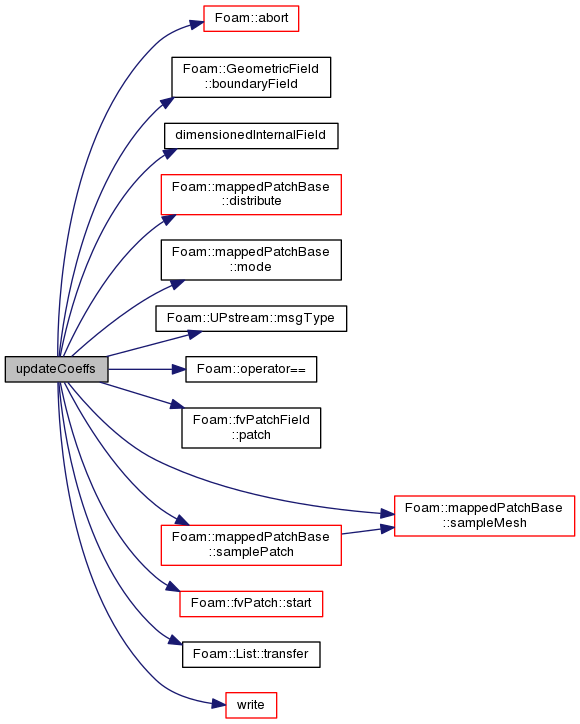 Foam::abort
Foam::GeometricField
::boundaryField
dimensionedInternalField
Foam::mappedPatchBase
::distribute
Foam::mappedPatchBase
::mode
Foam::UPstream::msgType
updateCoeffs
Foam::operator==
Foam::fvPatchField
::patch
Foam::mappedPatchBase
::sampleMesh
Foam::mappedPatchBase
::samplePatch
Foam::fvPatch::start
Foam::List::transfer
write